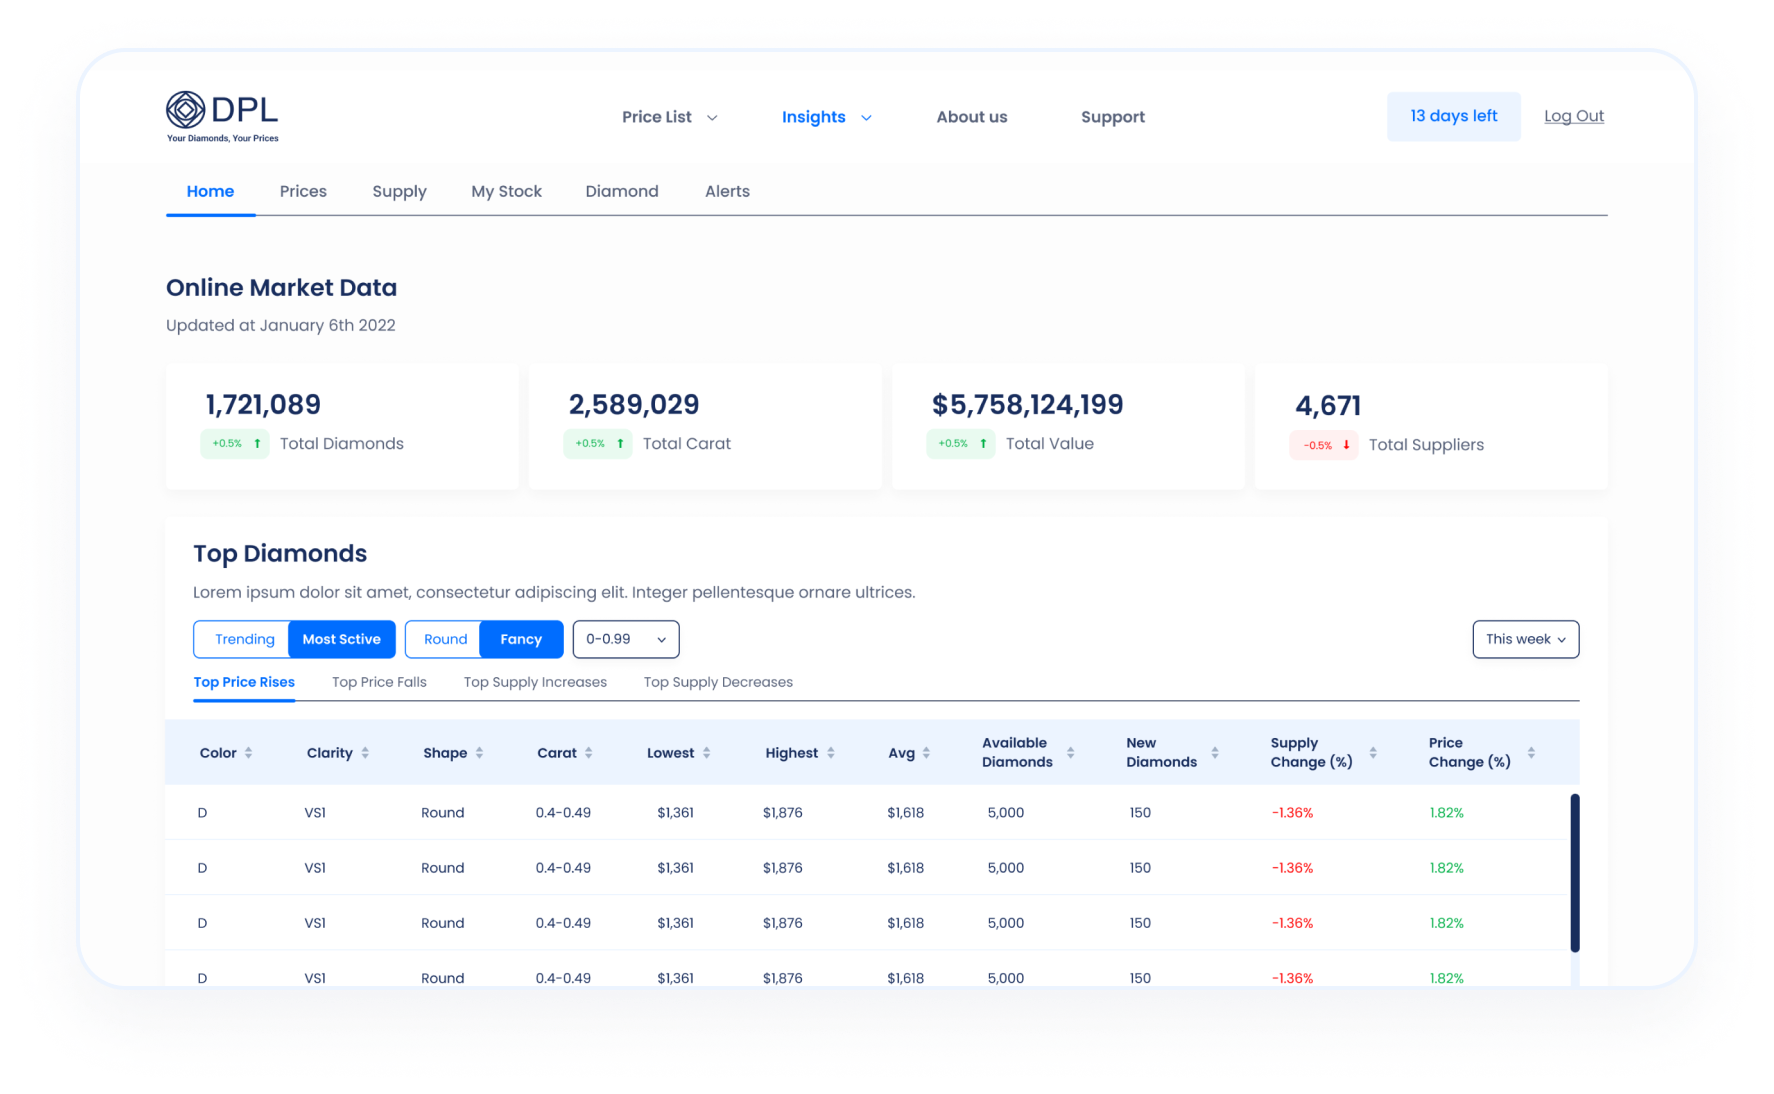 DPL
Your Diamonds, Your Prices
Price List Insights About us Support 13 days left Log Out
Home Prices Supply My Stock Diamond Alerts
Online Market Data
Updated at January 6th 2022
1,721,089
+0.5% ↑ Total Diamonds
2,589,029
+0.5% ↑ Total Carat
$5,758,124,199
+0.5% ↑ Total Value
4,671
-0.5% ↓ Total Suppliers
Top Diamonds
Lorem ipsum dolor sit amet, consectetur adipiscing elit. Integer pellentesque ornare ultrices.
Trending Most Sctive Round Fancy 0-0.99 This week
Top Price Rises Top Price Falls Top Supply Increases Top Supply Decreases
Color Clarity Shape Carat Lowest Highest Avg Available Diamonds New Diamonds Supply Change (%) Price Change (%)
D VS1 Round 0.4-0.49 $1,361 $1,876 $1,618 5,000 150 -1.36% 1.82%
D VS1 Round 0.4-0.49 $1,361 $1,876 $1,618 5,000 150 -1.36% 1.82%
D VS1 Round 0.4-0.49 $1,361 $1,876 $1,618 5,000 150 -1.36% 1.82%
D VS1 Round 0.4-0.49 $1,361 $1,876 $1,618 5,000 150 -1.36% 1.82%